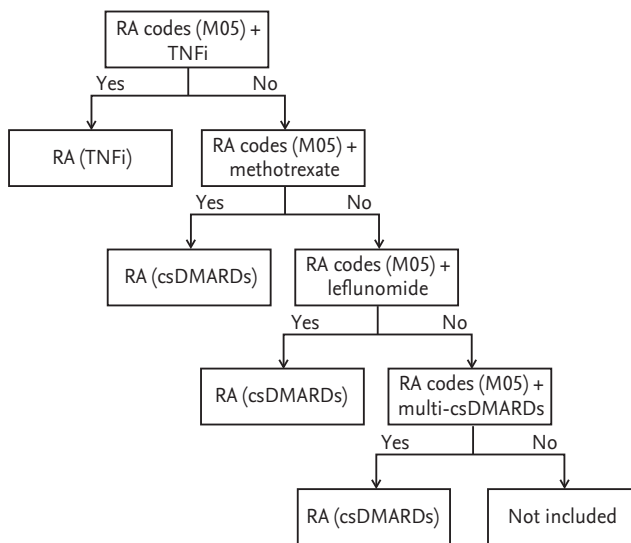 RA codes (M05) +
TNFi
Yes
No
RA (TNFi)
RA codes (M05) +
methotrexate
Yes
No
RA (csDMARDs)
RA codes (M05) +
leflunomide
Yes
No
RA (csDMARDs)
RA codes (M05) +
multi-csDMARDs
Yes
No
RA (csDMARDs)
Not included